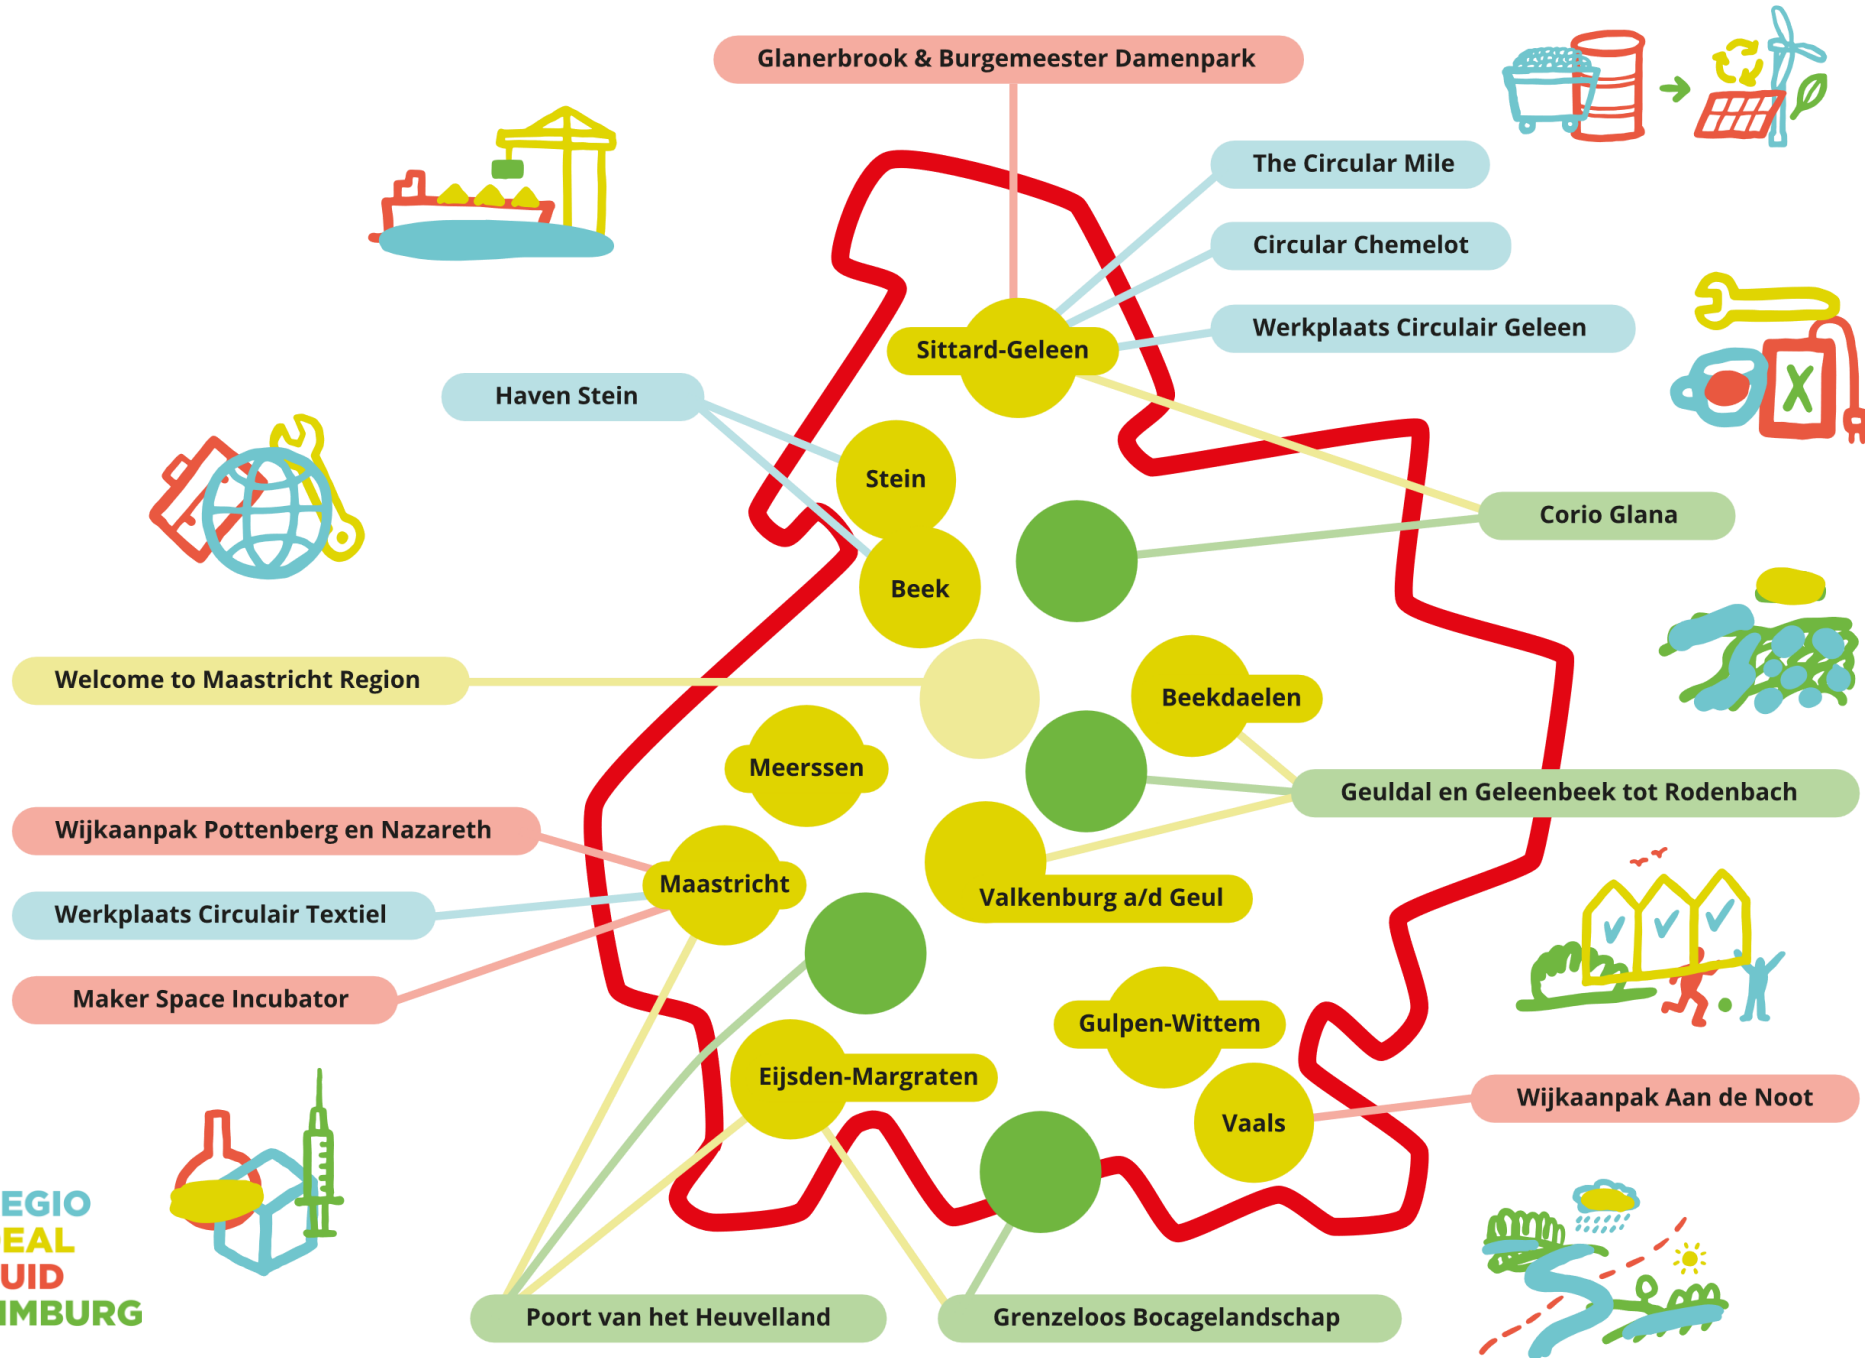 Glanerbrook & Burgemeester Damenpark
The Circular Mile
Circular Chemelot
Werkplaats Circulair Geleen
Sittard-Geleen
Haven Stein
Stein
Corio Glana
Beek
Welcome to Maastricht Region
Beekdaelen
Meerssen
Geuldal en Geleenbeek tot Rodenbach
Wijkaanpak Pottenberg en Nazareth
Maastricht
Valkenburg a/d Geul
Werkplaats Circulair Textiel
Maker Space Incubator
Gulpen-Wittem
Eijsden-Margraten
Wijkaanpak Aan de Noot
Vaals
EGIO
EAL
UID
IMBURG
Poort van het Heuvelland
Grenzeloos Bocagelandschap